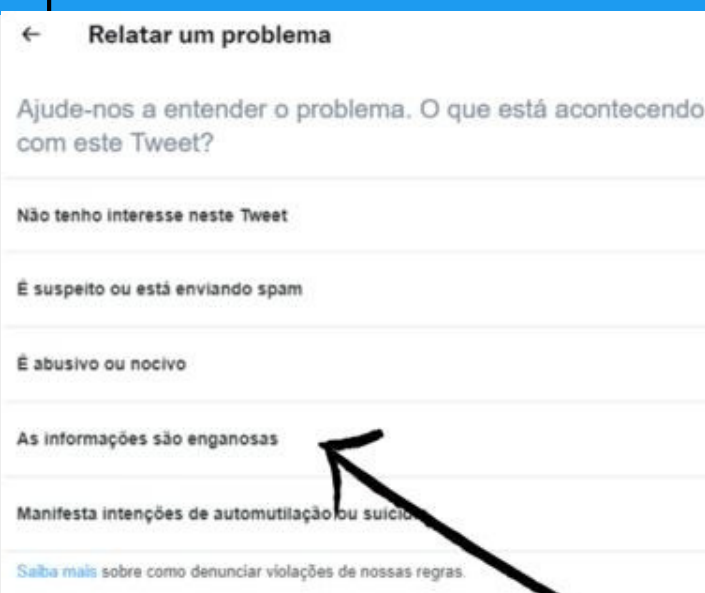 Relatar um problema
Ajude-nos a entender o problema. O que está acontecendo
com este Tweet?
Não tenho interesse neste Tweet
É suspeito ou está enviando spam
É abusivo ou nocivo
As informações são enganosas
Manifesta intenções de automutilação ou suicídio
Saiba mais sobre como denunciar violações de nossas regras.